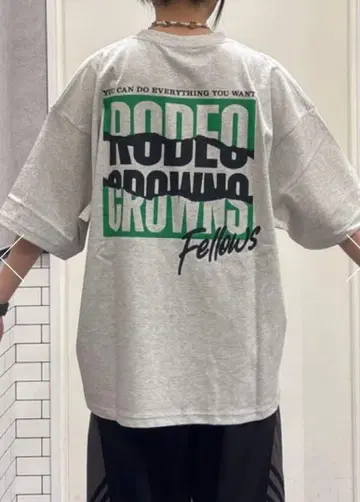 YOU CAN DO EVERYTHING YOU WANT
RODEO
CROWNS
Fellows